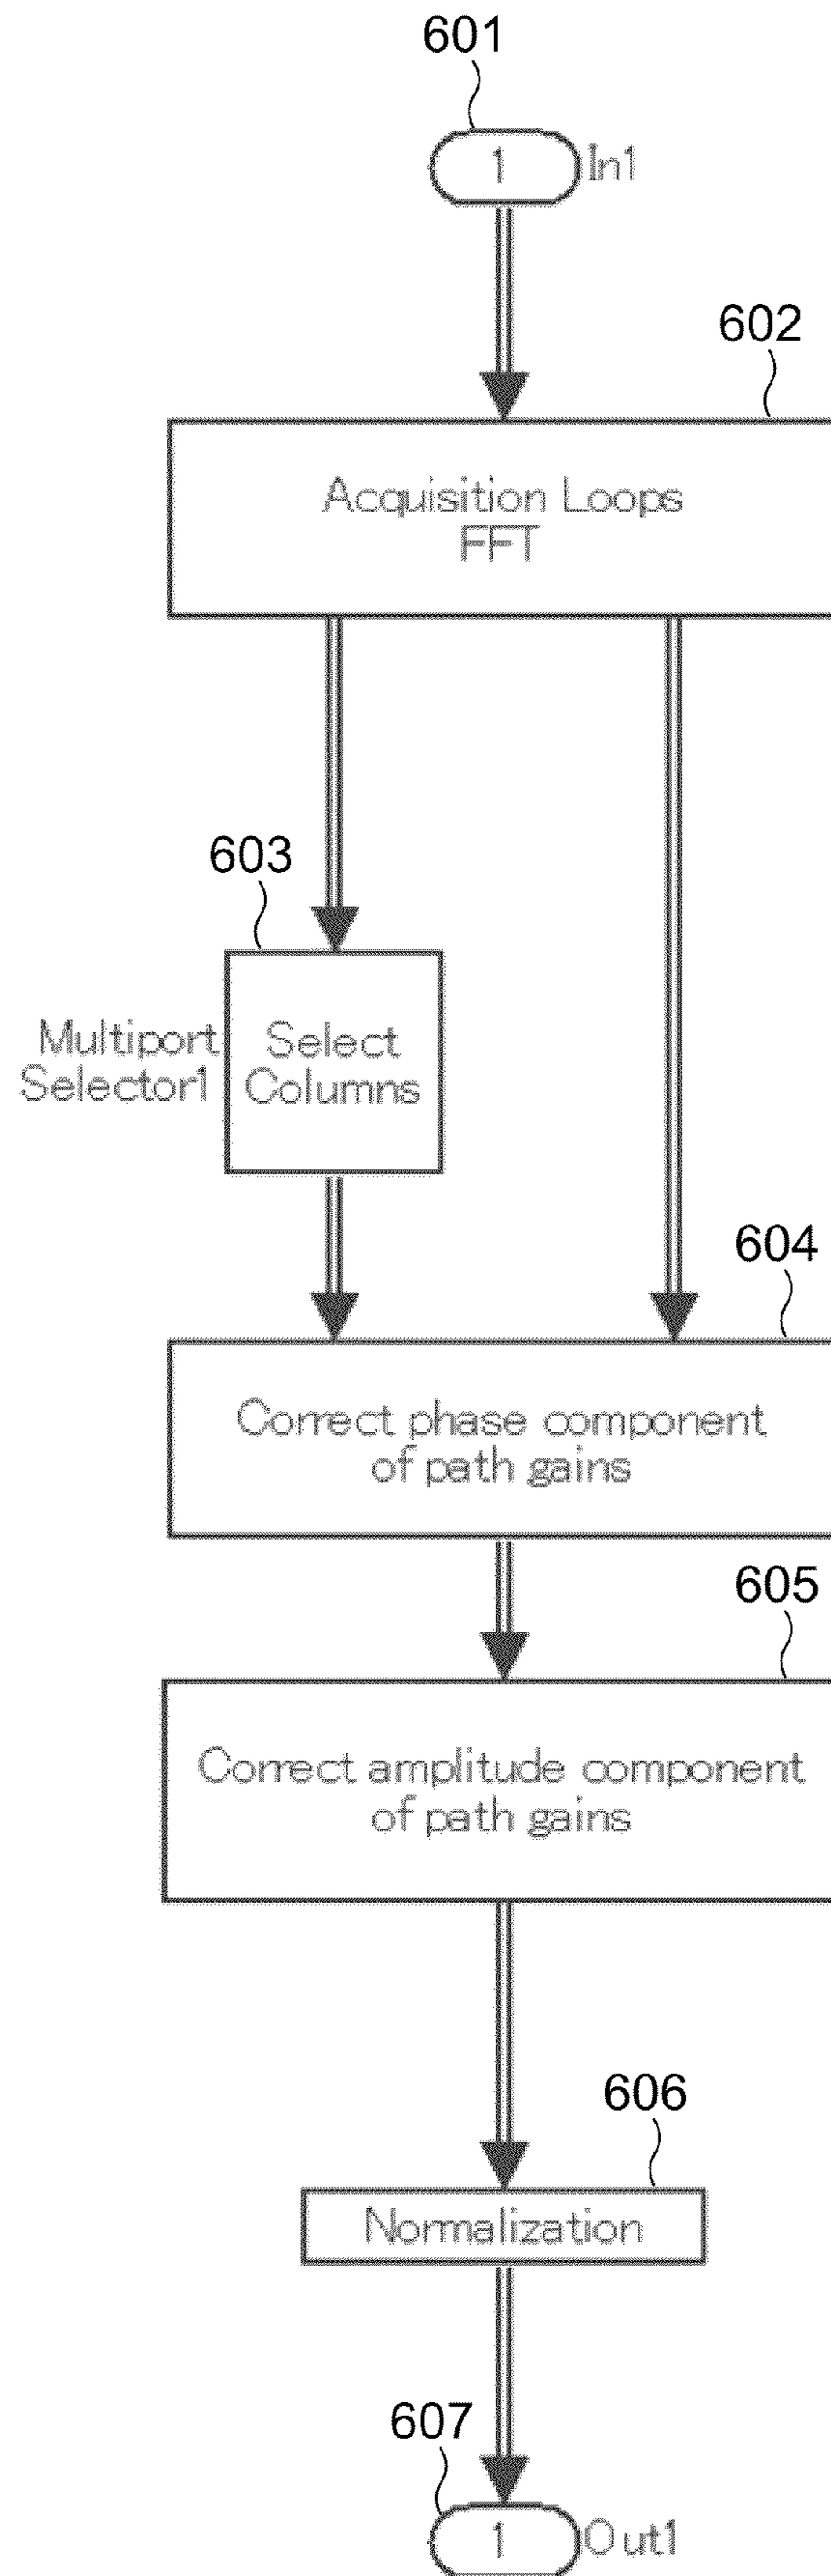 601
1 In1
602
Acquisition Loops
FFT
603
Multiport
Selector1
Select
Columns
604
Correct phase component
of path gains
605
Correct amplitude component
of path gains
606
Normalization
607
1 Out1